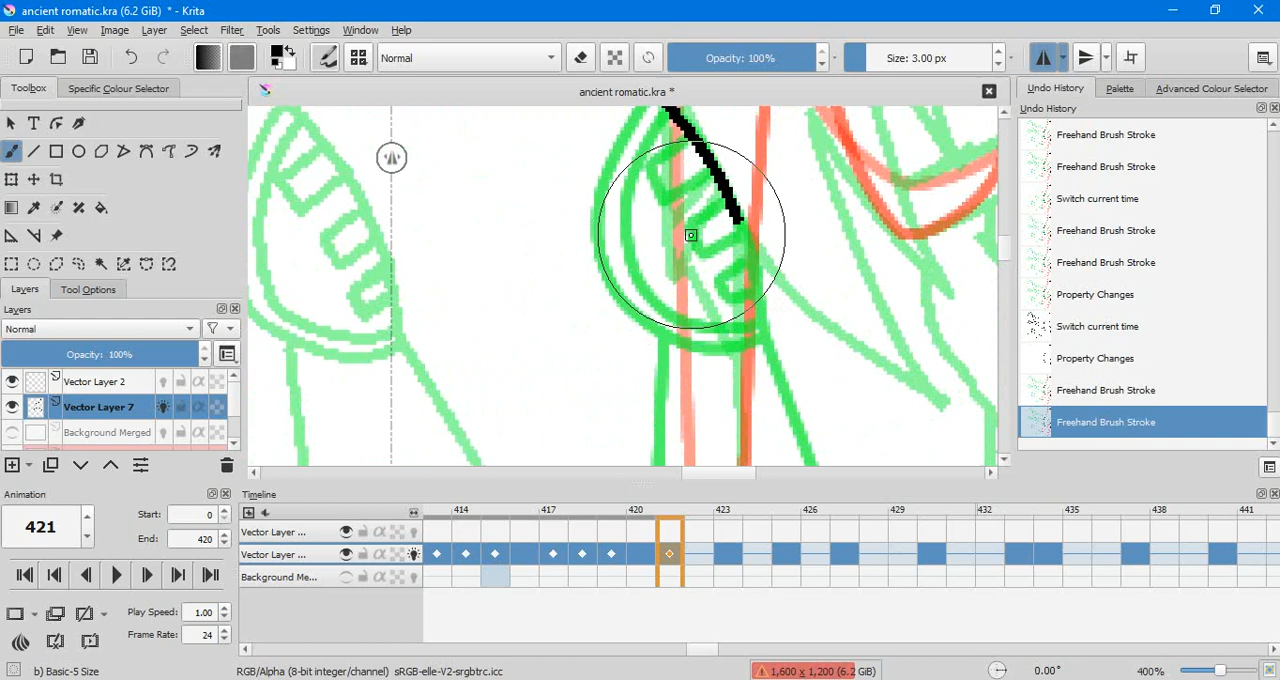 ancient romatic.kra (6.2 GiB) * - Krita
File Edit View Image Layer Select Filter Tools Settings Window Help
Normal Opacity: 100% Size: 3.00 px
Toolbox Specific Colour Selector
ancient romatic.kra *
Undo History Palette Advanced Colour Selector
Undo History
Freehand Brush Stroke
Freehand Brush Stroke
Switch current time
Freehand Brush Stroke
Freehand Brush Stroke
Property Changes
Switch current time
Property Changes
Freehand Brush Stroke
Freehand Brush Stroke
Layers Tool Options
Layers
Normal
Opacity: 100%
Vector Layer 2
Vector Layer 7
Background Merged
Animation
421
Start: 0
End: 420
Play Speed: 1.00
Frame Rate: 24
Timeline
414 417 420 423 426 429 432 435 438 441
Vector Layer ...
Vector Layer ...
Background Me...
b) Basic-5 Size RGB/Alpha (8-bit integer/channel) sRGB-elle-V2-srgbtrc.icc 1,600 x 1,200 (6.2 GiB) 0.00° 400%